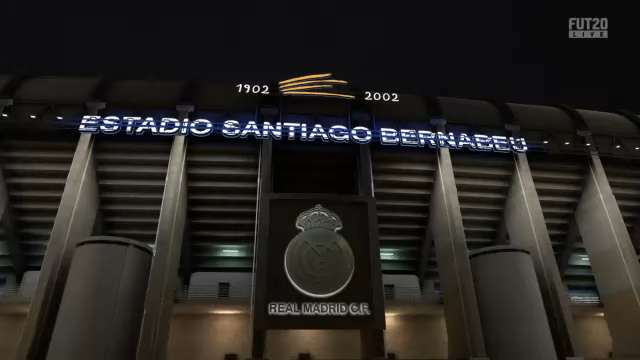 FUT20
LIVE
1902 2002
ESTADIO SANTIAGO BERNABEU
REAL MADRID C.F.